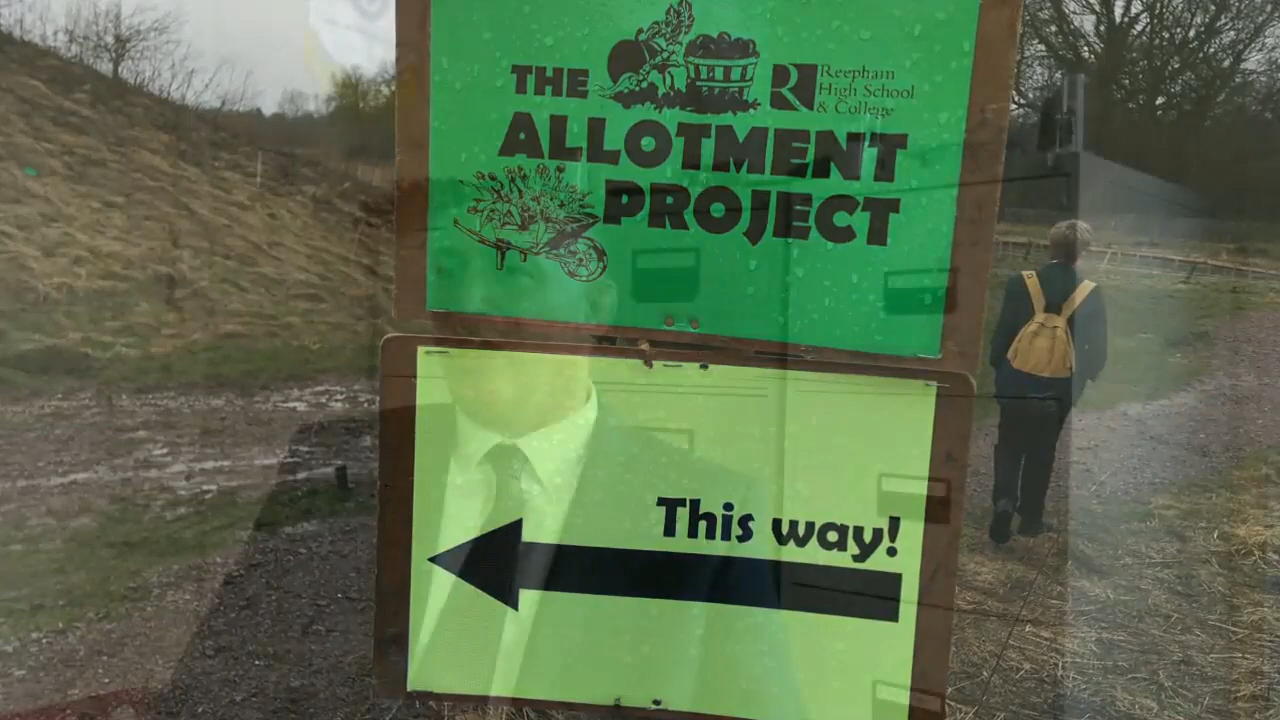 THE
Reepham
High School
& College
ALLOTMENT
PROJECT
This way!